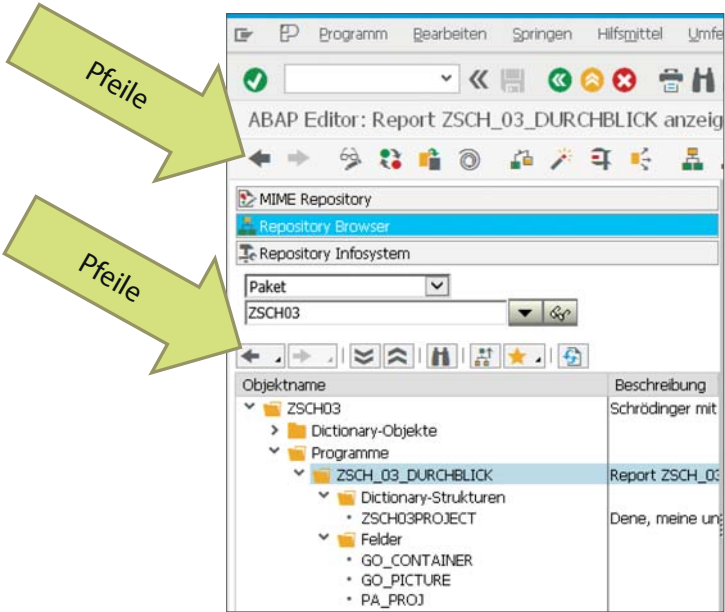 Pfeile
Programm Bearbeiten Springen Hilfsmittel Umfe
ABAP Editor: Report ZSCH_03_DURCHBLICK anzeig
MIME Repository
Repository Browser
Repository Infosystem
Pfeile
Paket
ZSCH03
Objektname Beschreibung
ZSCH03 Schrödinger mit
Dictionary-Objekte
Programme
ZSCH_03_DURCHBLICK Report ZSCH_03
Dictionary-Strukturen
ZSCH03PROJECT Dene, meine un
Felder
GO_CONTAINER
GO_PICTURE
PA_PROJ